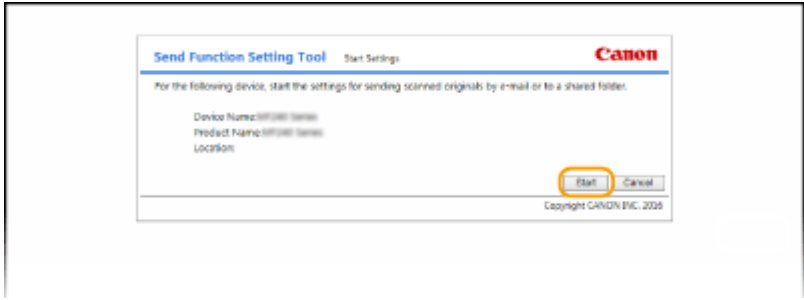 Send Function Setting Tool Start Settings Canon
For the following device, start the settings for sending scanned originals by e-mail or to a shared folder.
Device Name:
Product Name:
Location:
Start Cancel
Copyright CANON INC. 2016